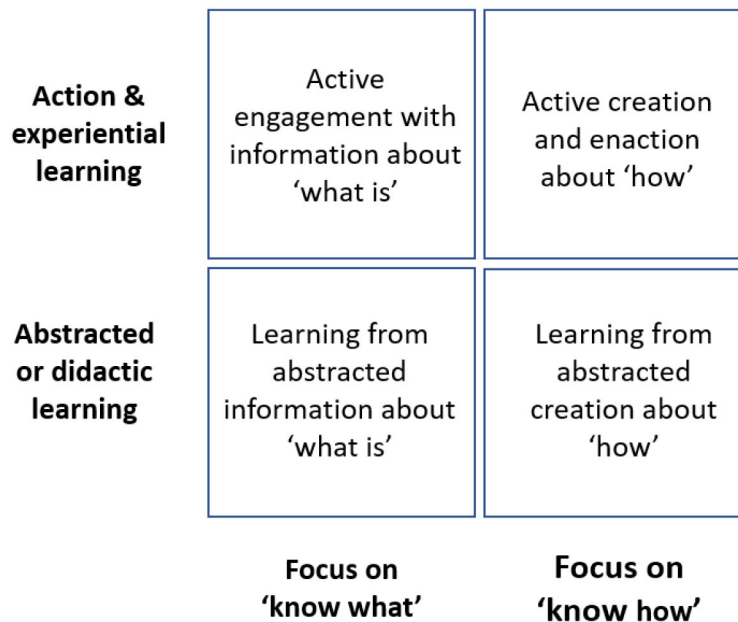 Action &
experiential
learning
Active
engagement with
information about
‘what is’
Active creation
and enaction
about ‘how’
Abstracted
or didactic
learning
Learning from
abstracted
information about
‘what is’
Learning from
abstracted
creation about
‘how’
Focus on
‘know what’
Focus on
‘know how’